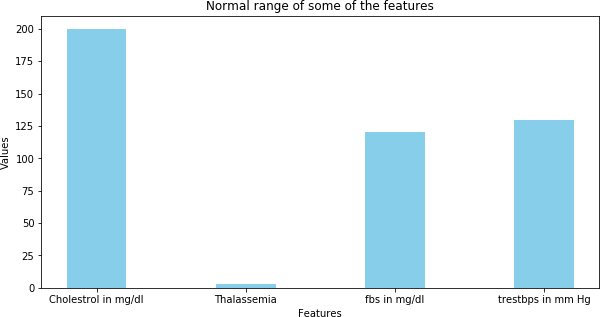 Normal range of some of the features
200
175
150
125
100
75
50
25
0
Values
Cholestrol in mg/dl Thalassemia fbs in mg/dl trestbps in mm Hg
Features